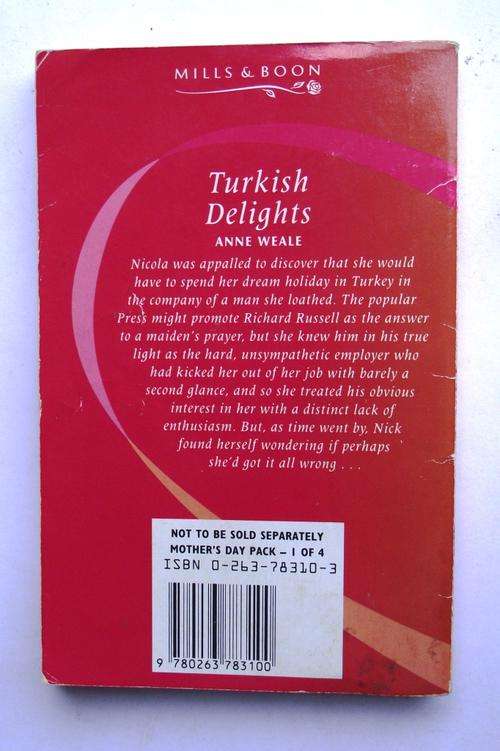 MILLS & BOON
Turkish
Delights
ANNE WEALE
Nicola was appalled to discover that she would
have to spend her dream holiday in Turkey in
the company of a man she loathed. The popular
Press might promote Richard Russell as the answer
to a maiden's prayer, but she knew him in his true
light as the hard, unsympathetic employer who
had kicked her out of her job with barely a
second glance, and so she treated his obvious
interest in her with a distinct lack of
enthusiasm. But, as time went by, Nick
found herself wondering if perhaps
she'd got it all wrong . . .
NOT TO BE SOLD SEPARATELY
MOTHER'S DAY PACK – 1 OF 4
ISBN 0-263-78310-3
9 780263 783100